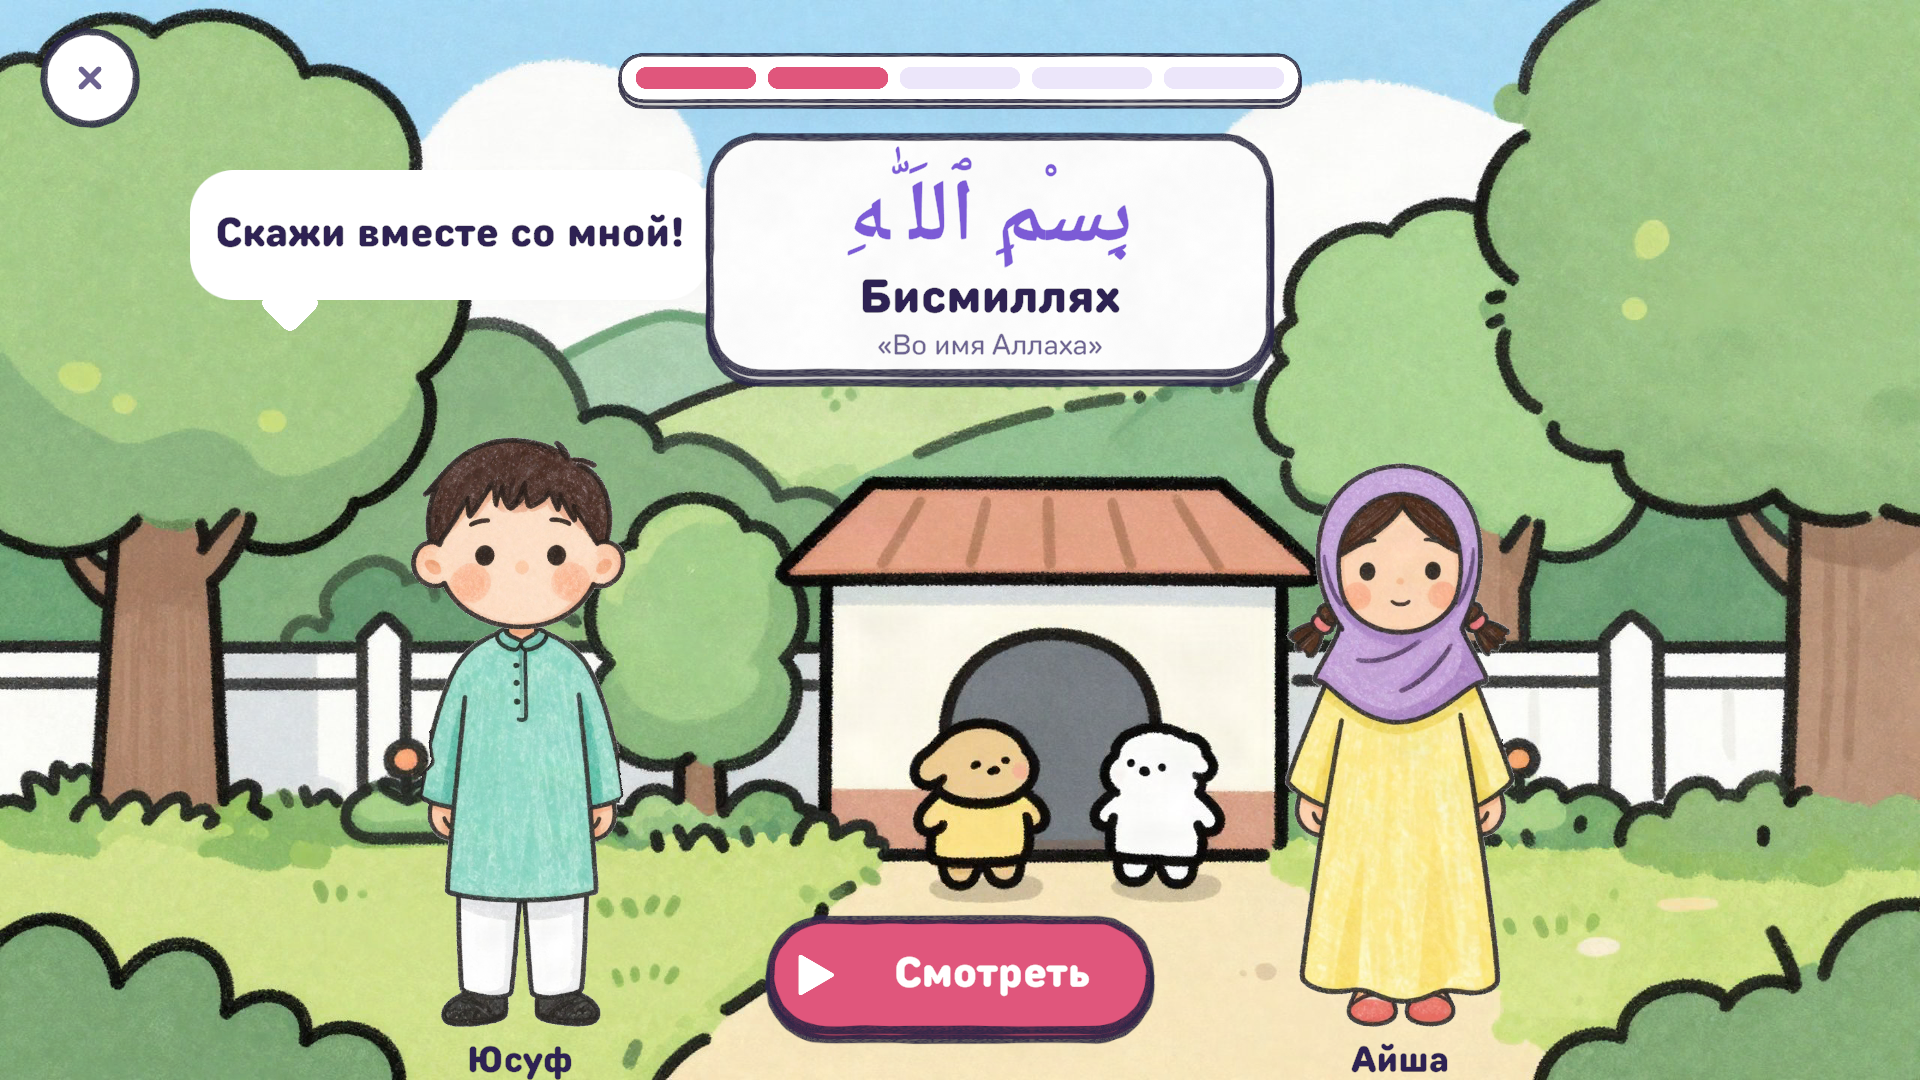 Скажи вместе со мной!
بِسْمِ ٱللَّٰهِ
Бисмиллях
«Во имя Аллаха»
Смотреть
Юсуф
Айша